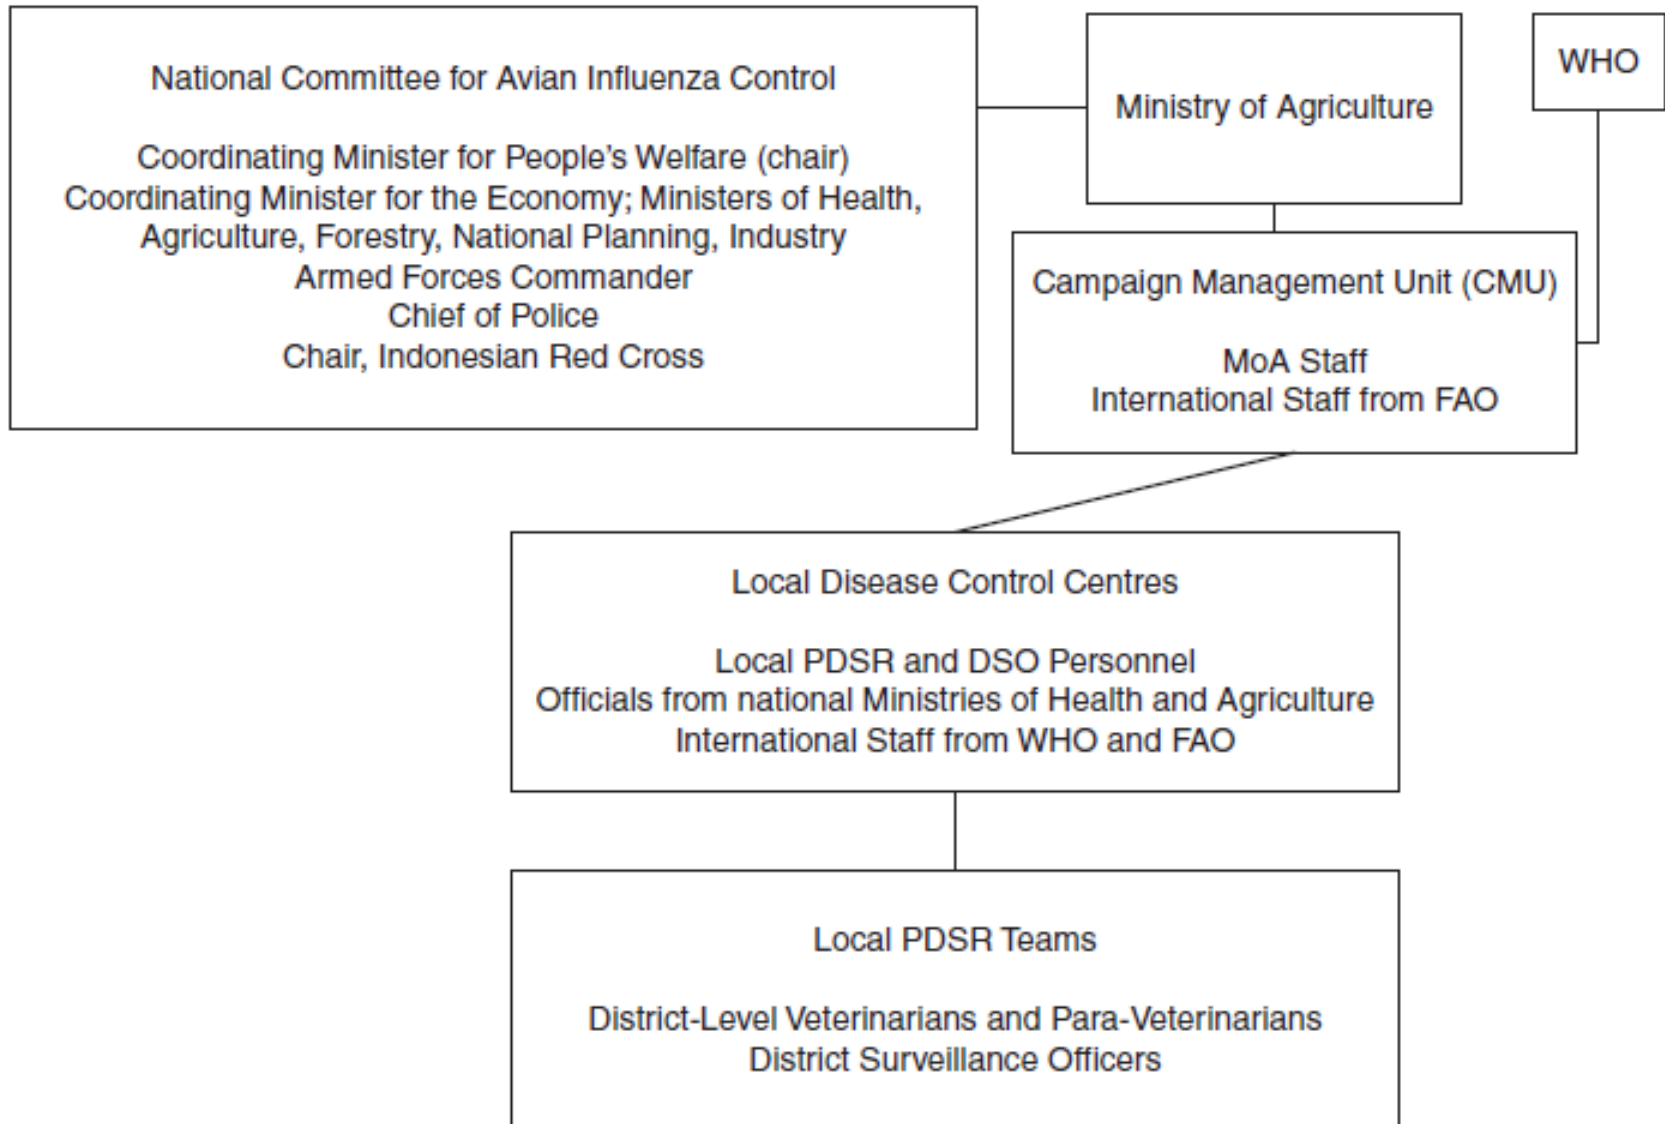 National Committee for Avian Influenza Control
Coordinating Minister for People's Welfare (chair)
Coordinating Minister for the Economy; Ministers of Health,
Agriculture, Forestry, National Planning, Industry
Armed Forces Commander
Chief of Police
Chair, Indonesian Red Cross
Ministry of Agriculture
WHO
Campaign Management Unit (CMU)
MoA Staff
International Staff from FAO
Local Disease Control Centres
Local PDSR and DSO Personnel
Officials from national Ministries of Health and Agriculture
International Staff from WHO and FAO
Local PDSR Teams
District-Level Veterinarians and Para-Veterinarians
District Surveillance Officers